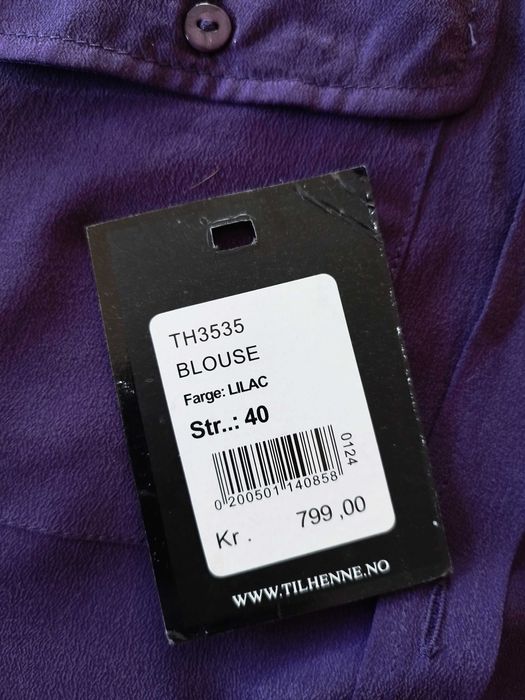 TH3535
BLOUSE
Farge: LILAC
Str..: 40
0124
0 200501 140858
Kr . 799 ,00
WWW.TILHENNE.NO